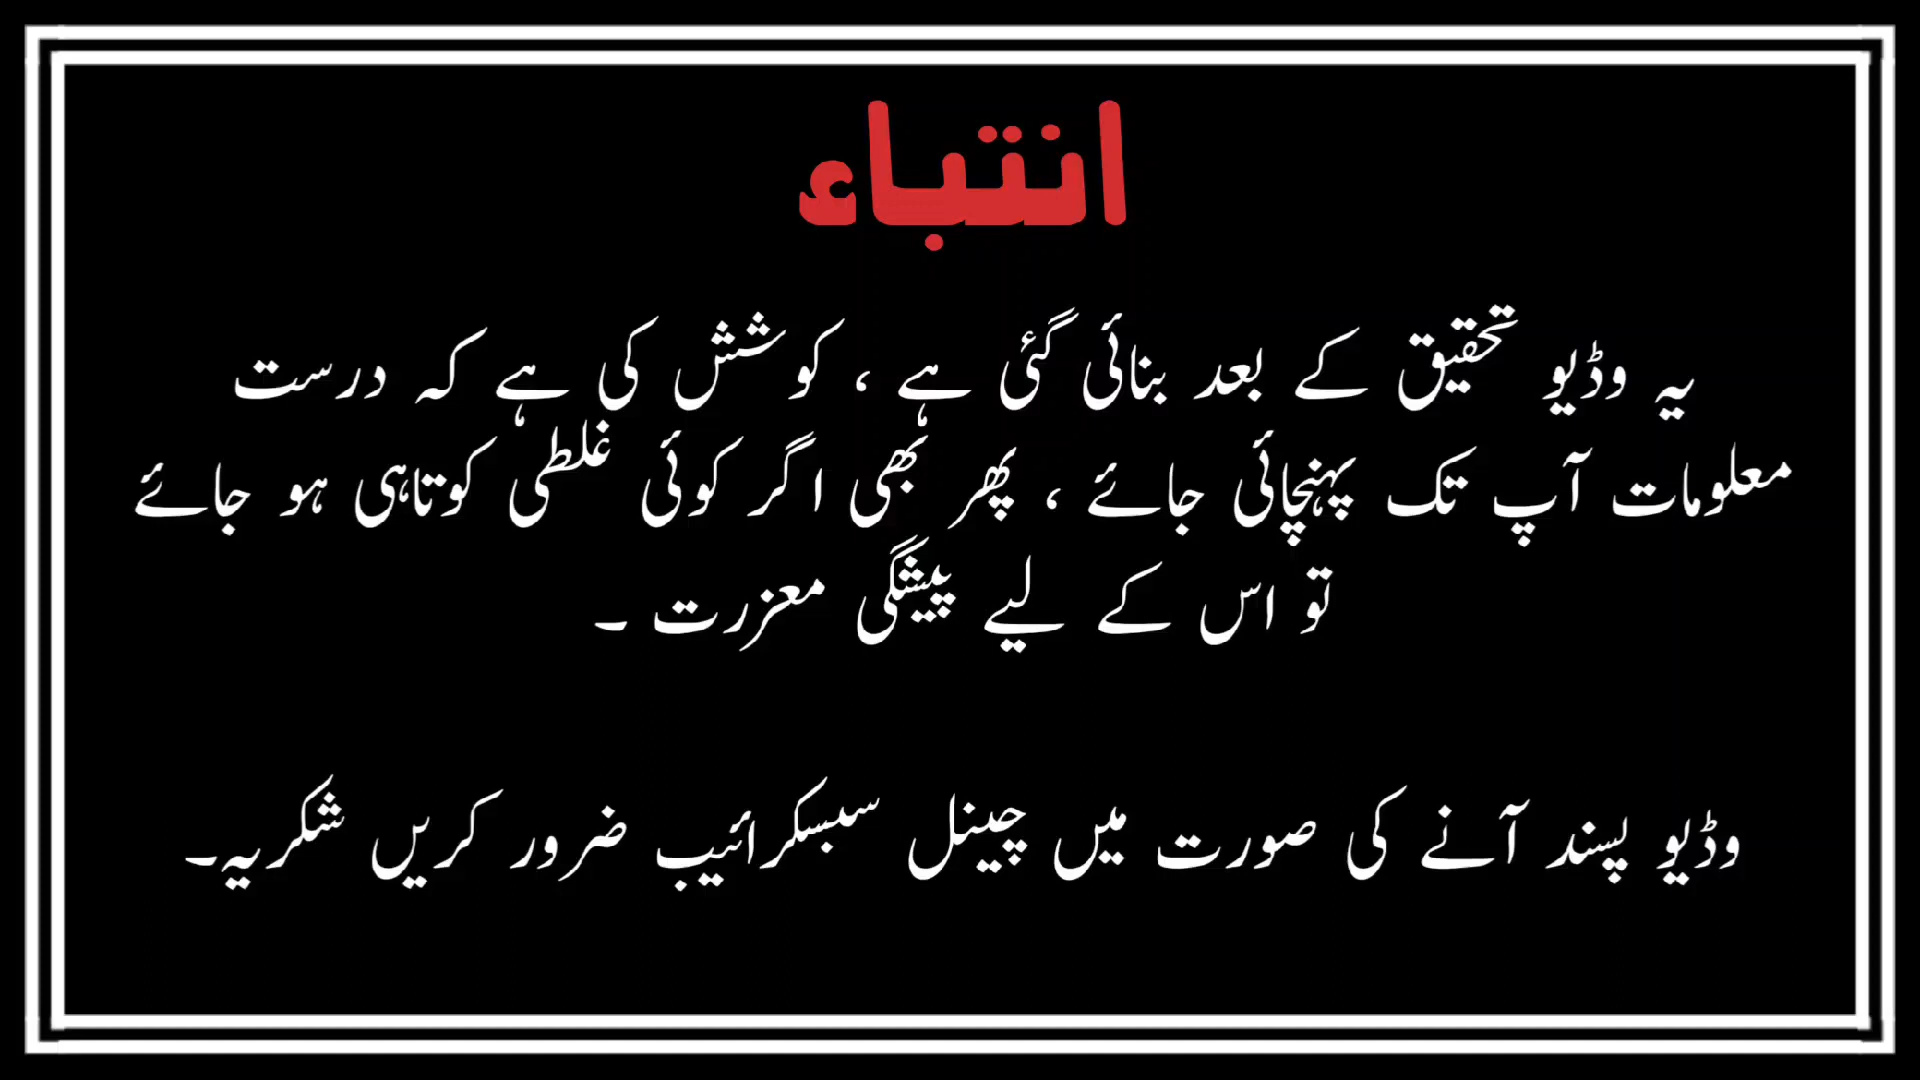 انتباء
یہ وڈیو تحقیق کے بعد بنائی گئی ہے ، کوشش کی ہے کہ درست
معلومات آپ تک پہنچائی جائے ، پھر بھی اگر کوئی غلطی کوتاہی ہو جائے
تو اس کے لیے پیشگی معزرت ۔
وڈیو پسند آنے کی صورت میں چینل سبسکرائیب ضرور کریں شکریہ۔